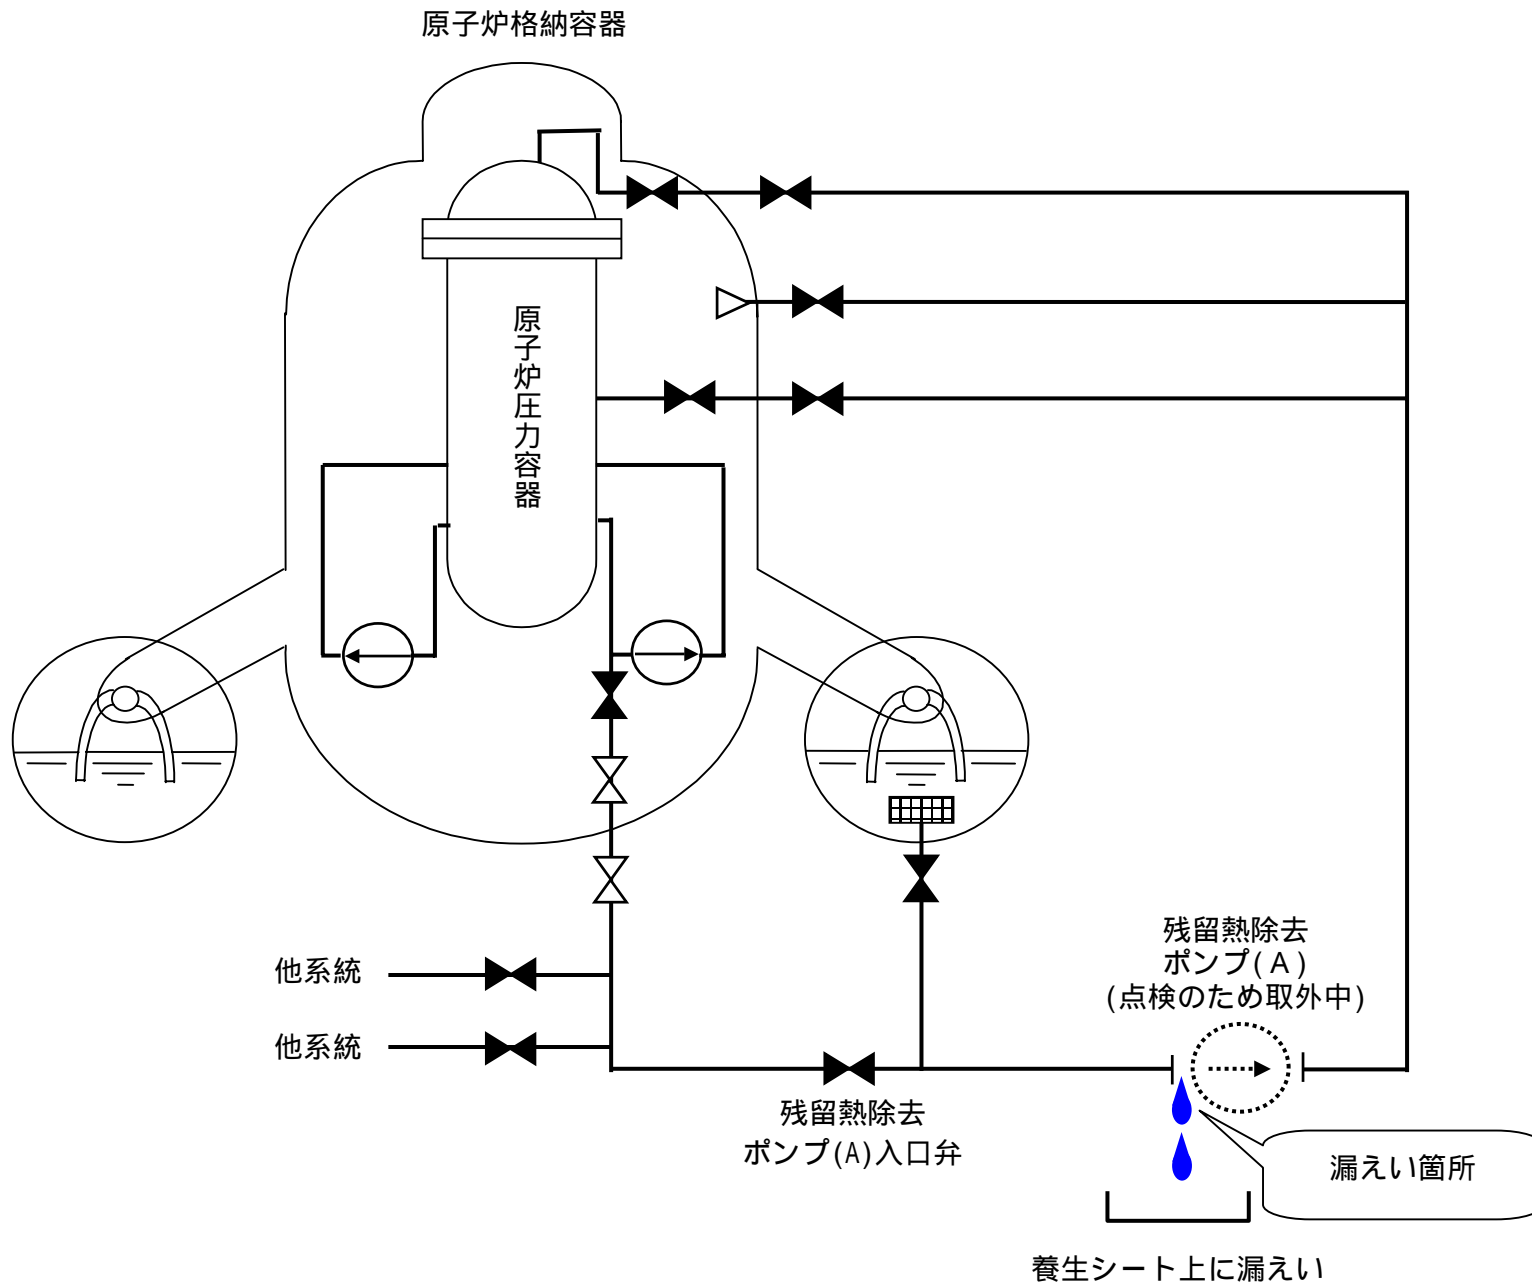 原子炉格納容器
原子炉圧力容器
残留熱除去
ポンプ(A)
(点検のため取外中)
他系統
他系統
残留熱除去
ポンプ(A)入口弁
漏えい箇所
養生シート上に漏えい